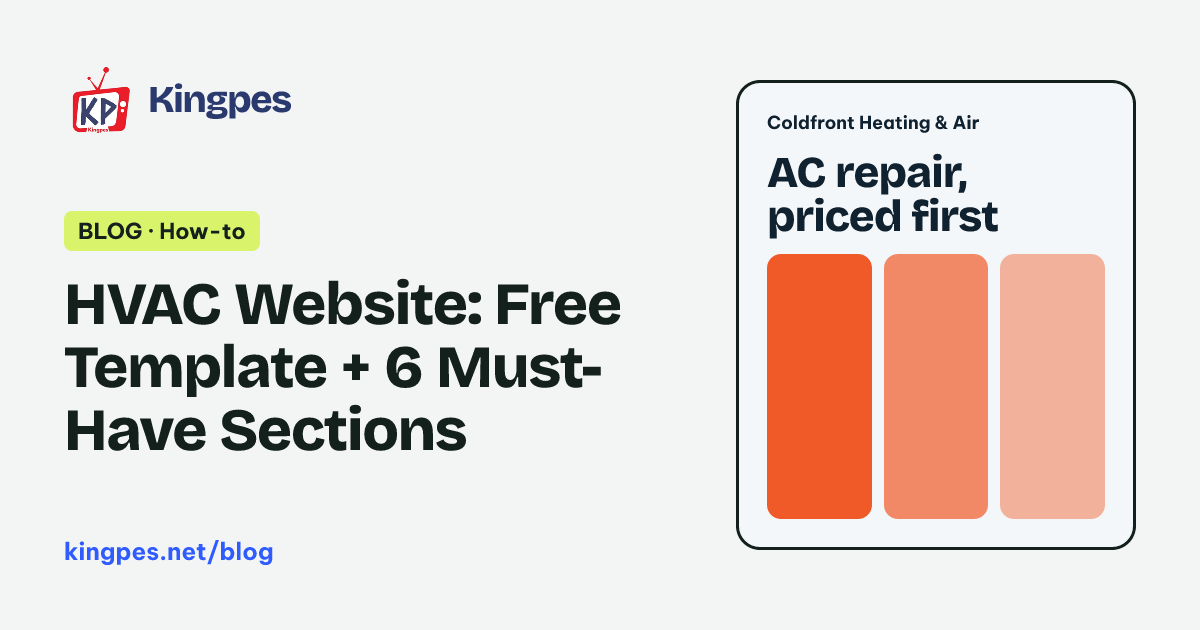 KP
Kingpes
Kingpes
BLOG · How-to
HVAC Website: Free
Template + 6 Must-
Have Sections
kingpes.net/blog
Coldfront Heating & Air
AC repair,
priced first